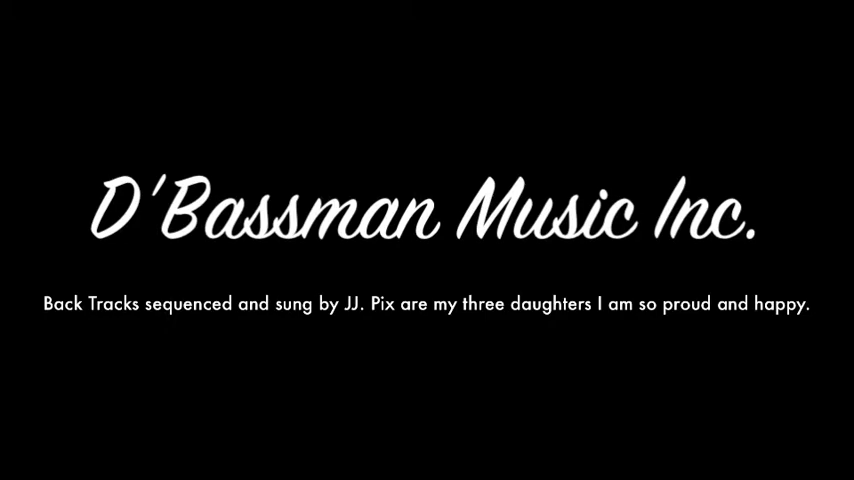 D'Bassman Music Inc.
Back Tracks sequenced and sung by JJ. Pix are my three daughters I am so proud and happy.